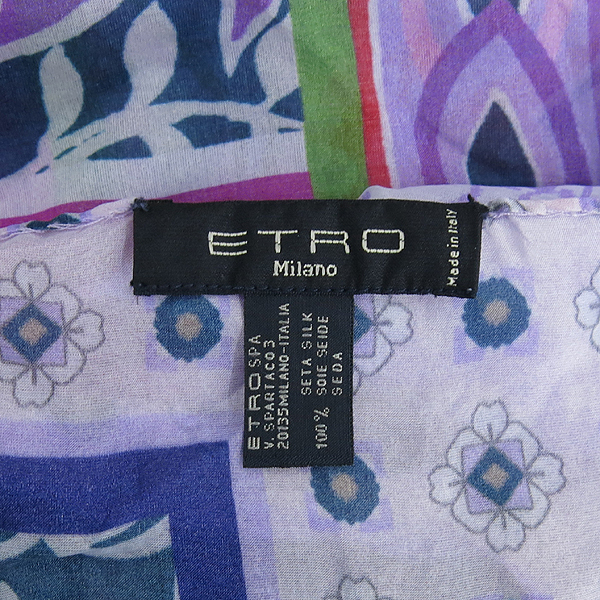 ETRO
Milano
Made in Italy
ETRO SPA
V. SPARTACO 3
20135 MILANO-ITALIA
SETA SILK
100% SOIE SEIDE
SEDA